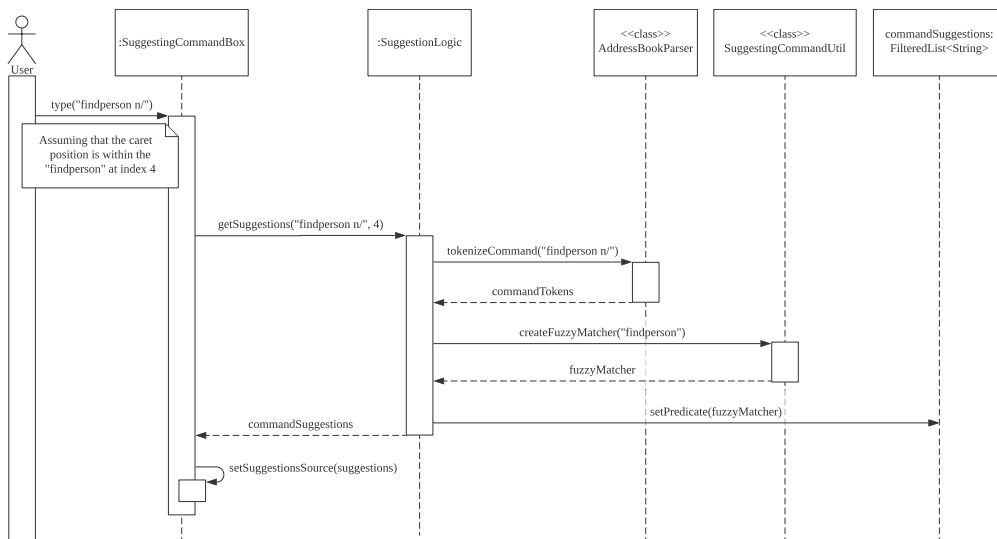 :SuggestingCommandBox
:SuggestionLogic
<<class>>
AddressBookParser
<<class>>
SuggestingCommandUtil
commandSuggestions:
FilteredList<String>
User
type("findperson n/")
Assuming that the caret
position is within the
"findperson" at index 4
getSuggestions("findperson n/", 4)
tokenizeCommand("findperson n/")
commandTokens
createFuzzyMatcher("findperson")
fuzzyMatcher
setPredicate(fuzzyMatcher)
commandSuggestions
setSuggestionsSource(suggestions)